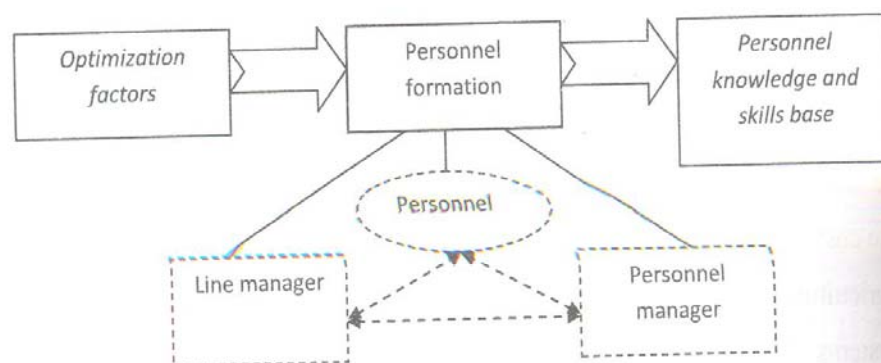 Optimization
factors
Personnel
formation
Personnel
knowledge and
skills base
Personnel
Line manager
Personnel
manager